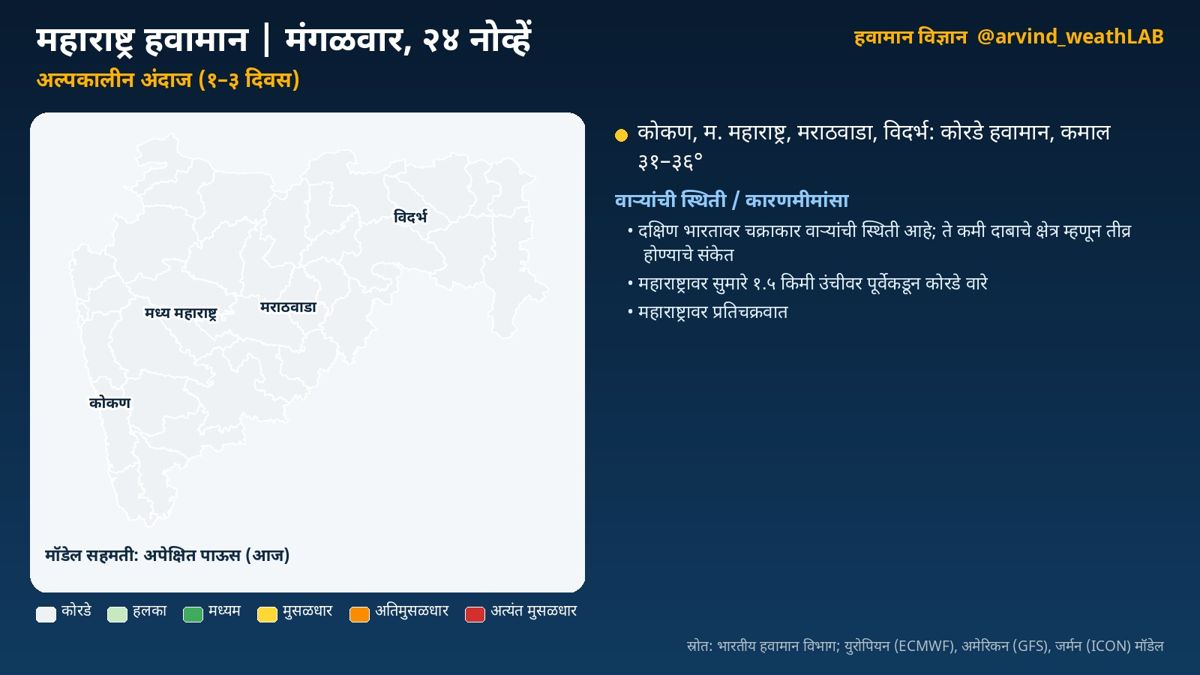 महाराष्ट्र हवामान | मंगळवार, २४ नोव्हें
हवामान विज्ञान @arvind_weathLAB
अल्पकालीन अंदाज (१–३ दिवस)
विदर्भ
मराठवाडा
मध्य महाराष्ट्र
कोकण
मॉडेल सहमती: अपेक्षित पाऊस (आज)
कोरडे हलका मध्यम मुसळधार अतिमुसळधार अत्यंत मुसळधार
कोकण, म. महाराष्ट्र, मराठवाडा, विदर्भ: कोरडे हवामान, कमाल
३१–३६°
वाऱ्यांची स्थिती / कारणमीमांसा
• दक्षिण भारतावर चक्राकार वाऱ्यांची स्थिती आहे; ते कमी दाबाचे क्षेत्र म्हणून तीव्र
होण्याचे संकेत
• महाराष्ट्रावर सुमारे १.५ किमी उंचीवर पूर्वेकडून कोरडे वारे
• महाराष्ट्रावर प्रतिचक्रवात
स्रोत: भारतीय हवामान विभाग; युरोपियन (ECMWF), अमेरिकन (GFS), जर्मन (ICON) मॉडेल